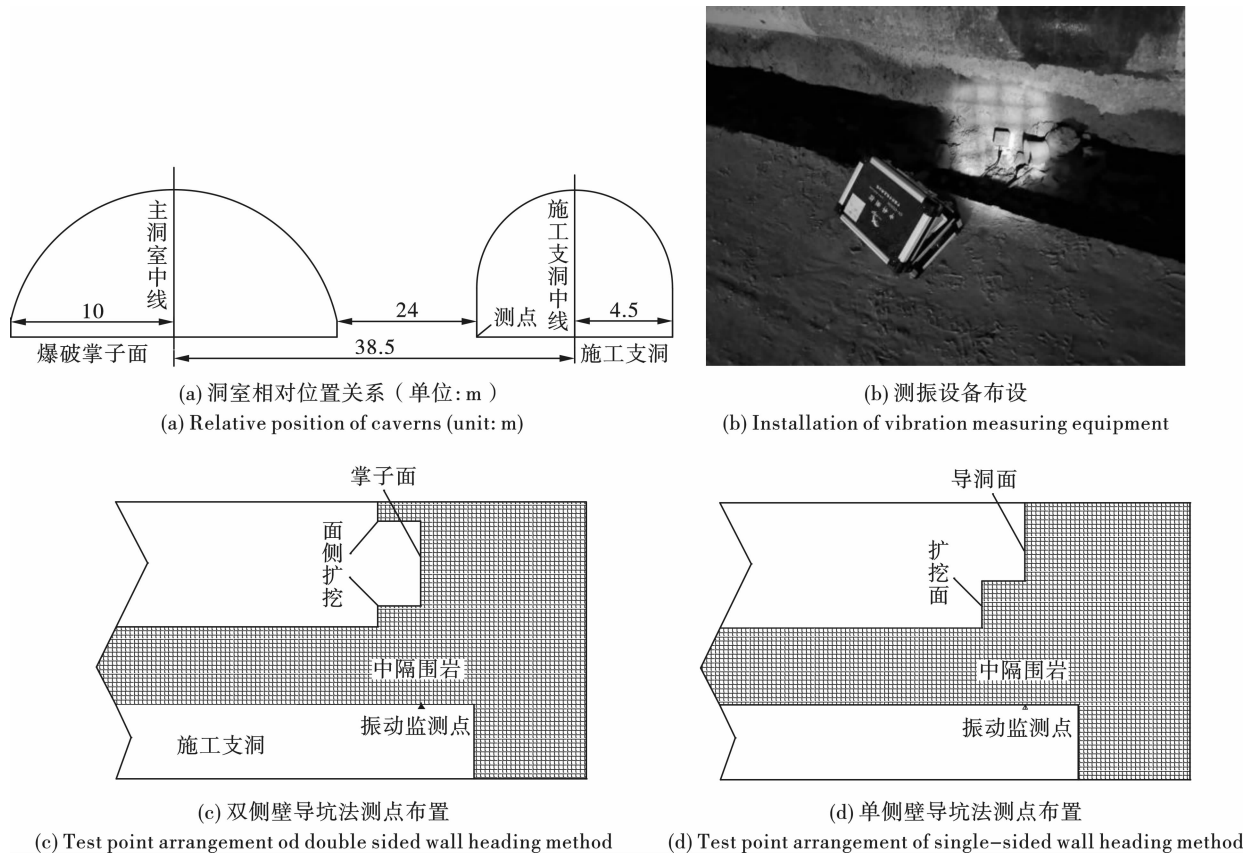 主洞室中线
施工支洞中线
10
24
测点
4.5
爆破掌子面
38.5
施工支洞
(a) 洞室相对位置关系（单位: m）
(a) Relative position of caverns (unit: m)
(b) 测振设备布设
(b) Installation of vibration measuring equipment
掌子面
面侧扩挖
中隔围岩
振动监测点
施工支洞
(c) 双侧壁导坑法测点布置
(c) Test point arrangement od double sided wall heading method
导洞面
扩挖面
中隔围岩
振动监测点
(d) 单侧壁导坑法测点布置
(d) Test point arrangement of single-sided wall heading method